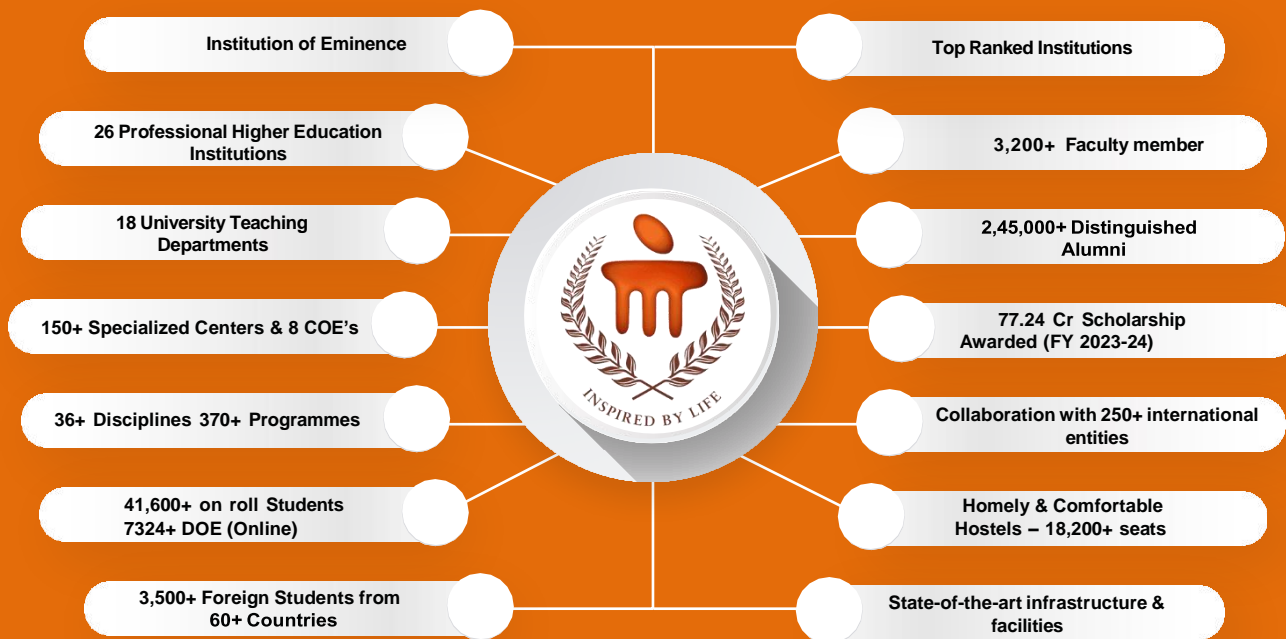 Institution of Eminence
26 Professional Higher Education
Institutions
18 University Teaching
Departments
150+ Specialized Centers & 8 COE's
36+ Disciplines 370+ Programmes
41,600+ on roll Students
7324+ DOE (Online)
3,500+ Foreign Students from
60+ Countries
INSPIRED BY LIFE
Top Ranked Institutions
3,200+ Faculty member
2,45,000+ Distinguished
Alumni
77.24 Cr Scholarship
Awarded (FY 2023-24)
Collaboration with 250+ international
entities
Homely & Comfortable
Hostels – 18,200+ seats
State-of-the-art infrastructure &
facilities